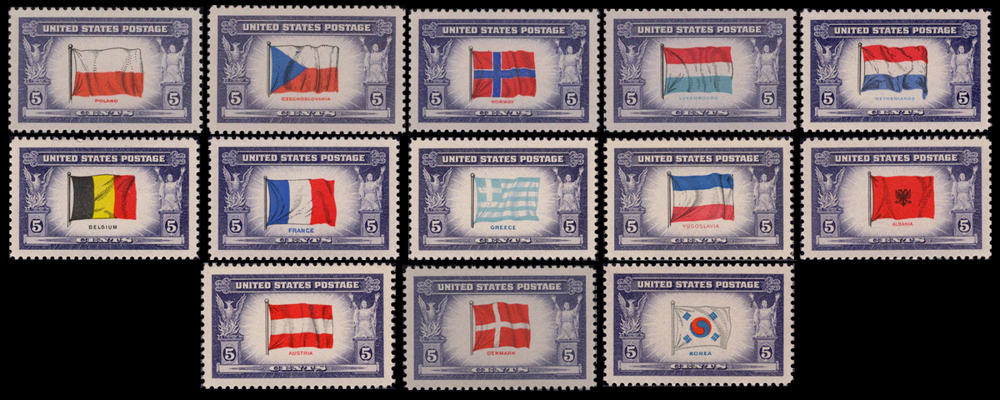 UNITED STATES POSTAGE
POLAND
5 CENTS 5
UNITED STATES POSTAGE
CZECHOSLOVAKIA
5 CENTS 5
UNITED STATES POSTAGE
NORWAY
5 CENTS 5
UNITED STATES POSTAGE
LUXEMBOURG
5 CENTS 5
UNITED STATES POSTAGE
NETHERLANDS
5 CENTS 5
UNITED STATES POSTAGE
BELGIUM
5 CENTS 5
UNITED STATES POSTAGE
FRANCE
5 CENTS 5
UNITED STATES POSTAGE
GREECE
5 CENTS 5
UNITED STATES POSTAGE
YUGOSLAVIA
5 CENTS 5
UNITED STATES POSTAGE
ALBANIA
5 CENTS 5
UNITED STATES POSTAGE
AUSTRIA
5 CENTS 5
UNITED STATES POSTAGE
DENMARK
5 CENTS 5
UNITED STATES POSTAGE
KOREA
5 CENTS 5